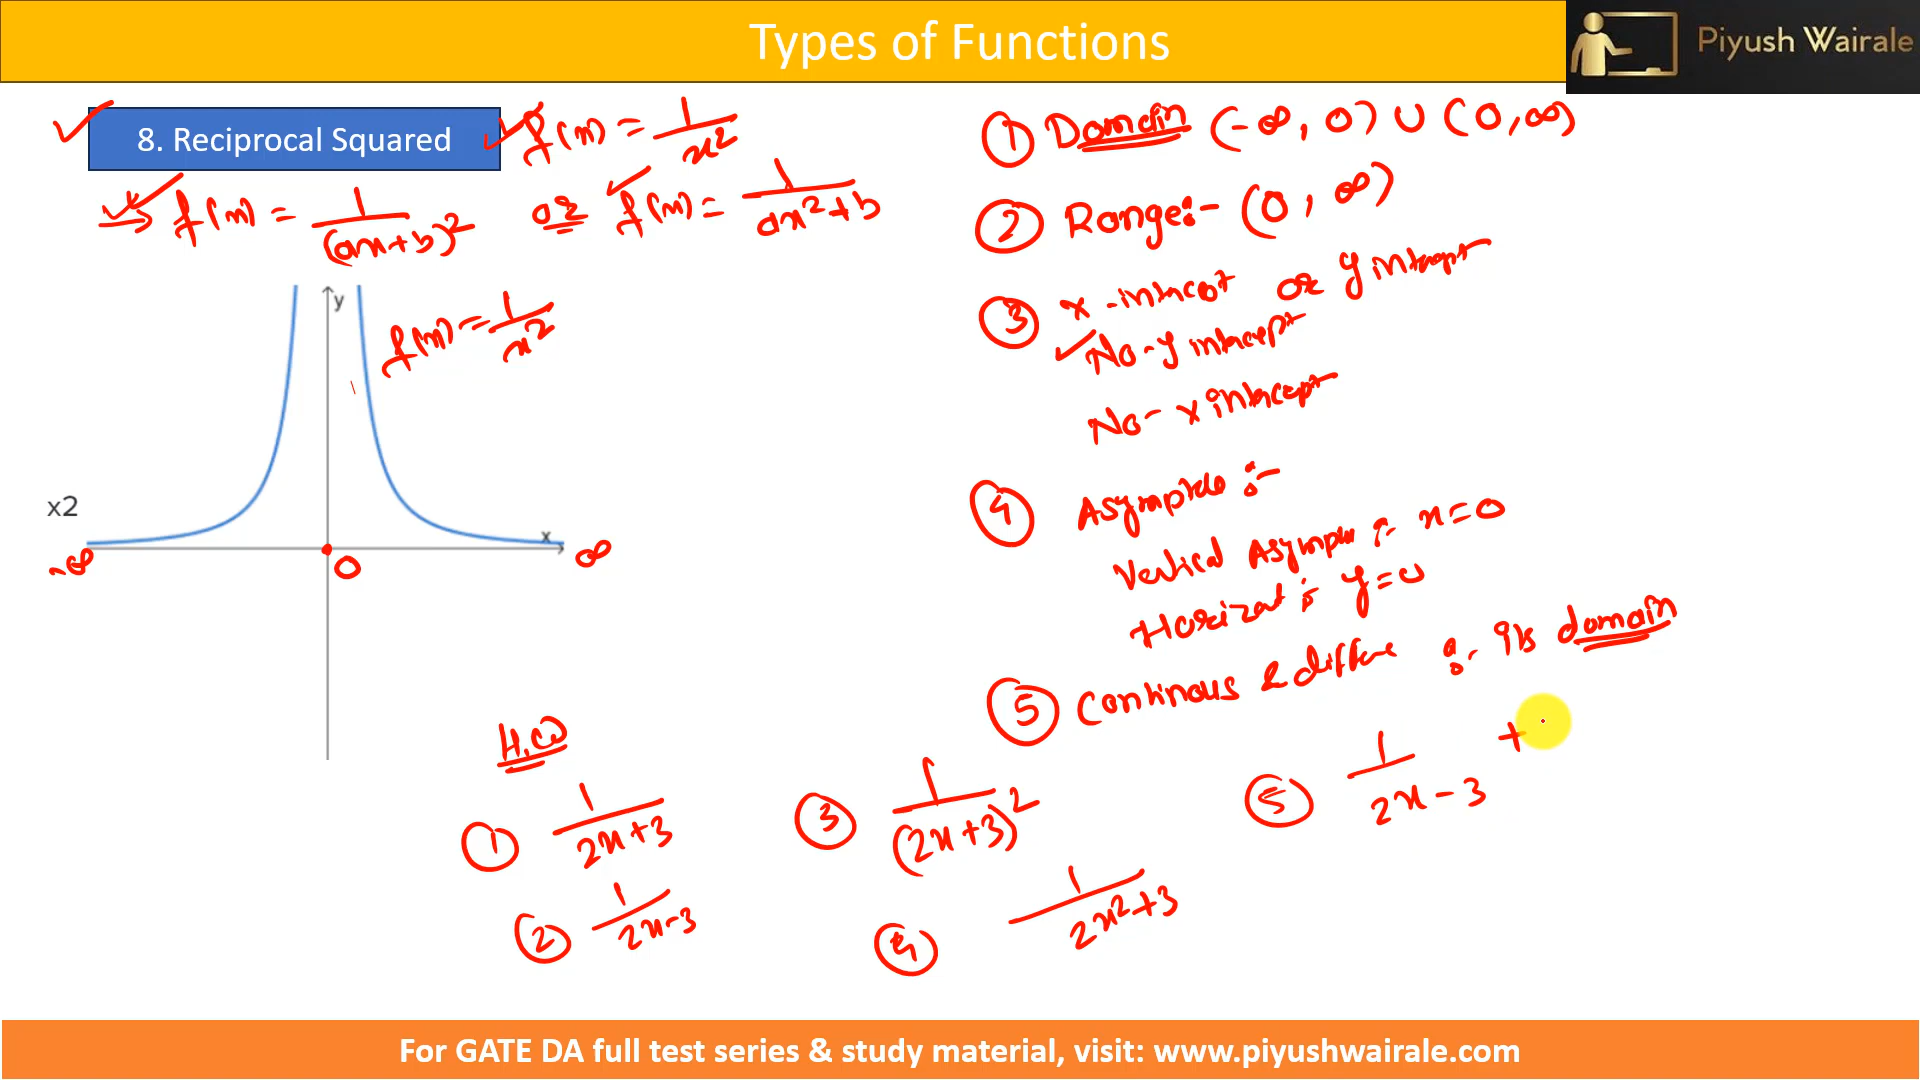 Types of Functions
Piyush Wairale
8. Reciprocal Squared
f(x) = 1/x²
f(x) = 1/(ax+b)² or f(x) = 1/(ax²+b)
y
f(x) = 1/x²
x2
x
-∞
0
∞
① Domain (-∞, 0) ∪ (0, ∞)
② Range:- (0, ∞)
③ x-intercept or y intercept
No-y intercept
No- x intercept
④ Asymptote :-
Vertical Asymptote :- x=0
Horizontal :- y=0
⑤ Continous & differe :- its domain
H.W
① 1/(2x+3)
② 1/(2x-3)
③ 1/(2x+3)²
④ 1/(2x²+3)
⑤ 1/(2x-3) +
For GATE DA full test series & study material, visit: www.piyushwairale.com